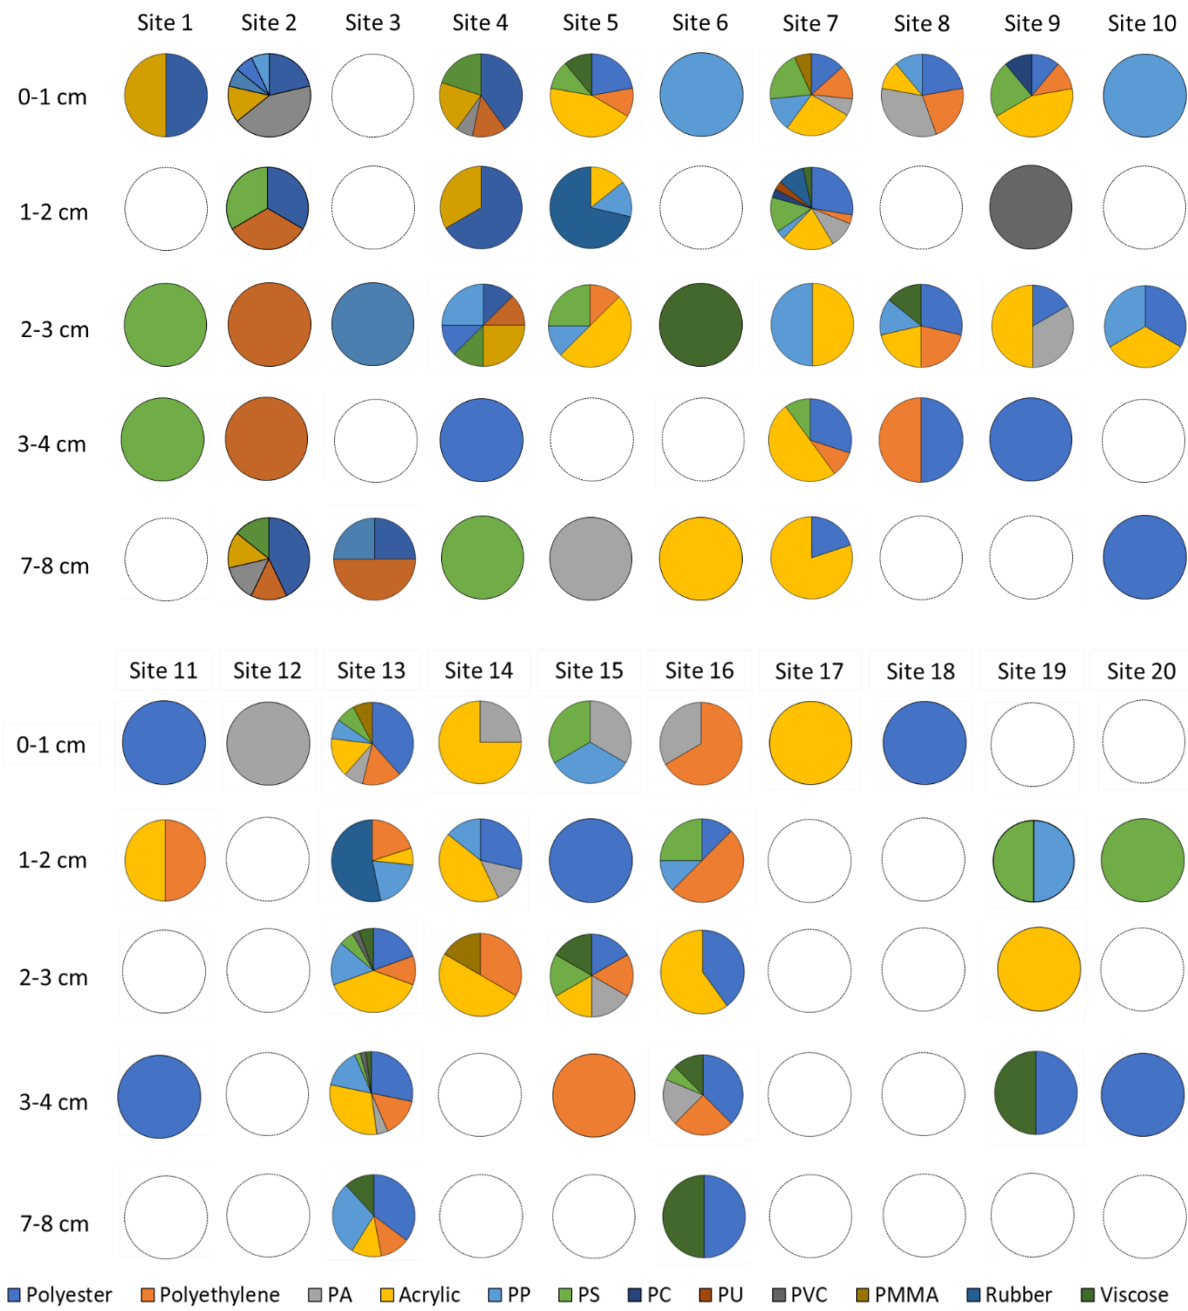 Site 1 Site 2 Site 3 Site 4 Site 5 Site 6 Site 7 Site 8 Site 9 Site 10
0-1 cm
1-2 cm
2-3 cm
3-4 cm
7-8 cm
Site 11 Site 12 Site 13 Site 14 Site 15 Site 16 Site 17 Site 18 Site 19 Site 20
0-1 cm
1-2 cm
2-3 cm
3-4 cm
7-8 cm
Polyester Polyethylene PA Acrylic PP PS PC PU PVC PMMA Rubber Viscose